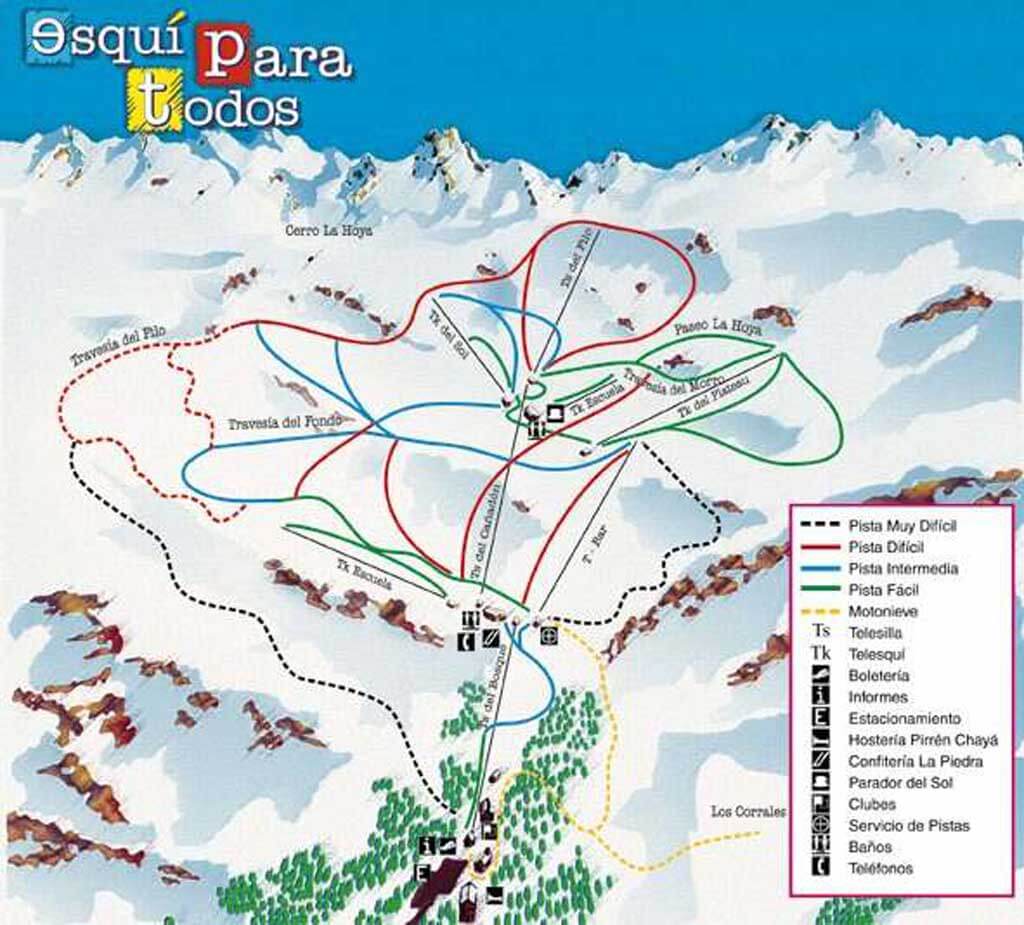 esquí para
todos
Cerro La Hoya
Ts del Filo
Tk del Sol
Paseo La Hoya
Travesía del Filo
Travesía del Morro
Tk Escuela
Tk del Plateau
Travesía del Fondo
Ts del Cañadón
T - Bar
Tk Escuela
Ts del Bosque
Los Corrales
Pista Muy Difícil
Pista Difícil
Pista Intermedia
Pista Fácil
Motonieve
Ts Telesilla
Tk Telesquí
Boletería
i Informes
E Estacionamiento
Hostería Pirrén Chayá
Confitería La Piedra
Parador del Sol
Clubes
Servicio de Pistas
Baños
Teléfonos
i
E